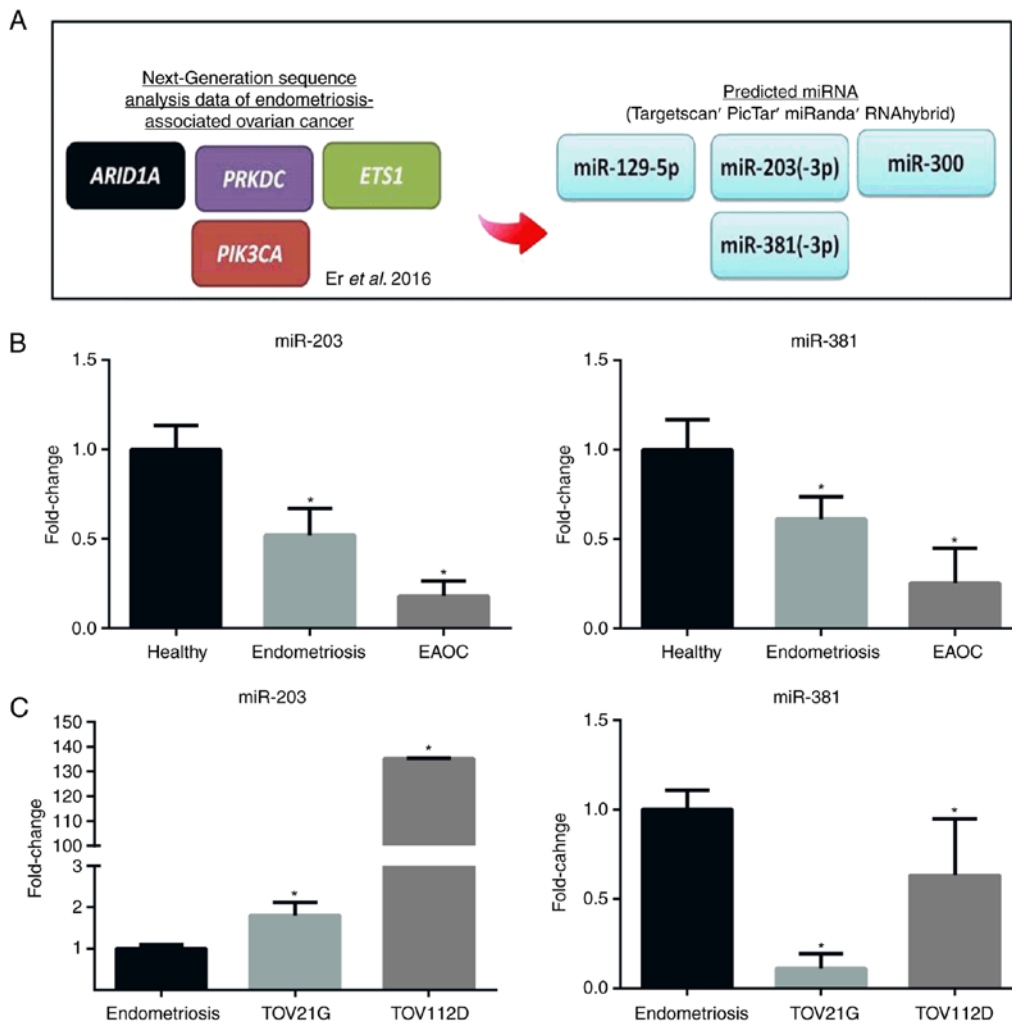 A
Next-Generation sequence
analysis data of endometriosis-
associated ovarian cancer
ARID1A
PRKDC
ETS1
PIK3CA
Er et al. 2016
Predicted miRNA
(Targetscan′ PicTar′ miRanda′ RNAhybrid)
miR-129-5p
miR-203(-3p)
miR-300
miR-381(-3p)
B
miR-203
Fold-change
1.5
1.0
0.5
0.0
*
*
Healthy
Endometriosis
EAOC
miR-381
Fold-change
1.5
1.0
0.5
0.0
*
*
Healthy
Endometriosis
EAOC
C
miR-203
Fold-change
150
140
130
120
110
100
3
2
1
*
*
Endometriosis
TOV21G
TOV112D
miR-381
Fold-cahnge
1.5
1.0
0.5
0.0
*
*
Endometriosis
TOV21G
TOV112D